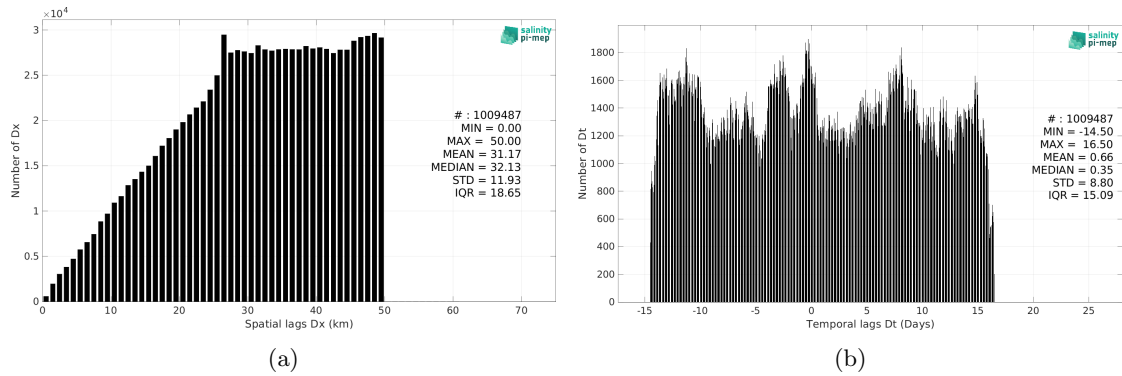 ×10⁴
3
2.5
2
1.5
1
0.5
0
Number of Dx
0 10 20 30 40 50 60 70
Spatial lags Dx (km)
salinity
pi-mep
# : 1009487
MIN = 0.00
MAX = 50.00
MEAN = 31.17
MEDIAN = 32.13
STD = 11.93
IQR = 18.65
(a)
1800
1600
1400
1200
1000
800
600
400
200
0
Number of Dt
-15 -10 -5 0 5 10 15 20 25
Temporal lags Dt (Days)
salinity
pi-mep
# : 1009487
MIN = -14.50
MAX = 16.50
MEAN = 0.66
MEDIAN = 0.35
STD = 8.80
IQR = 15.09
(b)